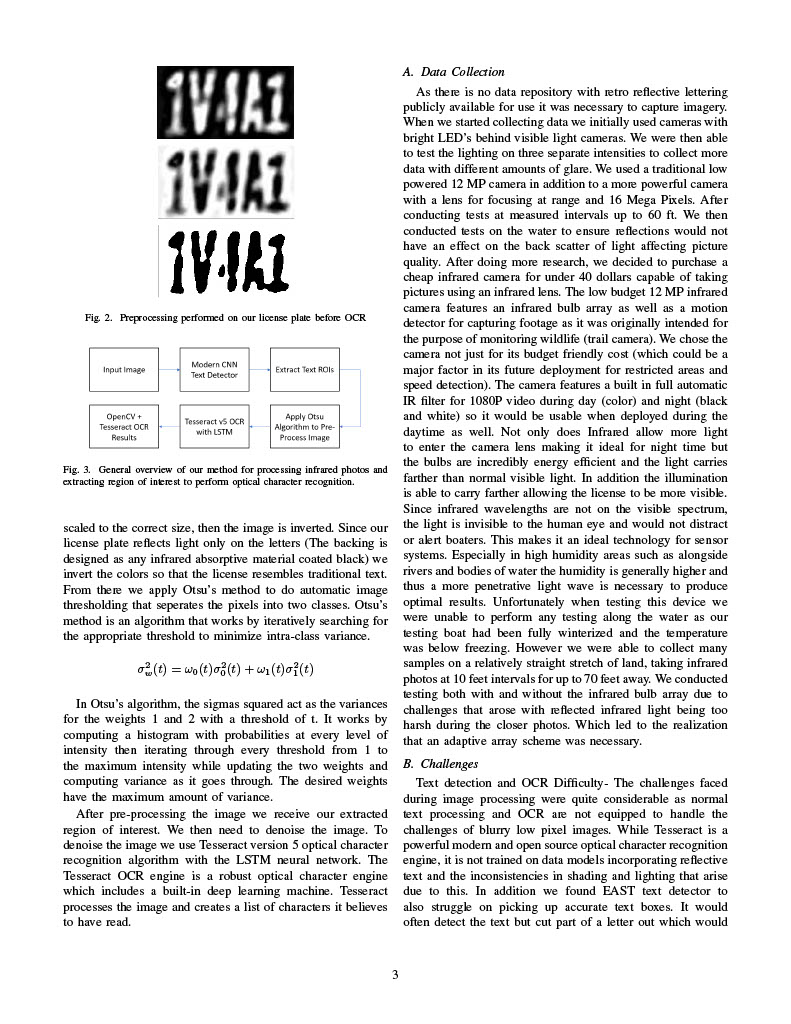 1V·IA1
1V·IA1
1V·IA1
Fig. 2. Preprocessing performed on our license plate before OCR
Input Image
Modern CNN
Text Detector
Extract Text ROIs
OpenCV +
Tesseract OCR
Results
Tesseract v5 OCR
with LSTM
Apply Otsu
Algorithm to Pre-
Process Image
Fig. 3. General overview of our method for processing infrared photos and
extracting region of interest to perform optical character recognition.
scaled to the correct size, then the image is inverted. Since our
license plate reflects light only on the letters (The backing is
designed as any infrared absorptive material coated black) we
invert the colors so that the license resembles traditional text.
From there we apply Otsu's method to do automatic image
thresholding that seperates the pixels into two classes. Otsu's
method is an algorithm that works by iteratively searching for
the appropriate threshold to minimize intra-class variance.
σ²_w(t) = ω₀(t)σ²₀(t) + ω₁(t)σ²₁(t)
In Otsu's algorithm, the sigmas squared act as the variances
for the weights 1 and 2 with a threshold of t. It works by
computing a histogram with probabilities at every level of
intensity then iterating through every threshold from 1 to
the maximum intensity while updating the two weights and
computing variance as it goes through. The desired weights
have the maximum amount of variance.
After pre-processing the image we receive our extracted
region of interest. We then need to denoise the image. To
denoise the image we use Tesseract version 5 optical character
recognition algorithm with the LSTM neural network. The
Tesseract OCR engine is a robust optical character engine
which includes a built-in deep learning machine. Tesseract
processes the image and creates a list of characters it believes
to have read.
A. Data Collection
As there is no data repository with retro reflective lettering
publicly available for use it was necessary to capture imagery.
When we started collecting data we initially used cameras with
bright LED's behind visible light cameras. We were then able
to test the lighting on three separate intensities to collect more
data with different amounts of glare. We used a traditional low
powered 12 MP camera in addition to a more powerful camera
with a lens for focusing at range and 16 Mega Pixels. After
conducting tests at measured intervals up to 60 ft. We then
conducted tests on the water to ensure reflections would not
have an effect on the back scatter of light affecting picture
quality. After doing more research, we decided to purchase a
cheap infrared camera for under 40 dollars capable of taking
pictures using an infrared lens. The low budget 12 MP infrared
camera features an infrared bulb array as well as a motion
detector for capturing footage as it was originally intended for
the purpose of monitoring wildlife (trail camera). We chose the
camera not just for its budget friendly cost (which could be a
major factor in its future deployment for restricted areas and
speed detection). The camera features a built in full automatic
IR filter for 1080P video during day (color) and night (black
and white) so it would be usable when deployed during the
daytime as well. Not only does Infrared allow more light
to enter the camera lens making it ideal for night time but
the bulbs are incredibly energy efficient and the light carries
farther than normal visible light. In addition the illumination
is able to carry farther allowing the license to be more visible.
Since infrared wavelengths are not on the visible spectrum,
the light is invisible to the human eye and would not distract
or alert boaters. This makes it an ideal technology for sensor
systems. Especially in high humidity areas such as alongside
rivers and bodies of water the humidity is generally higher and
thus a more penetrative light wave is necessary to produce
optimal results. Unfortunately when testing this device we
were unable to perform any testing along the water as our
testing boat had been fully winterized and the temperature
was below freezing. However we were able to collect many
samples on a relatively straight stretch of land, taking infrared
photos at 10 feet intervals for up to 70 feet away. We conducted
testing both with and without the infrared bulb array due to
challenges that arose with reflected infrared light being too
harsh during the closer photos. Which led to the realization
that an adaptive array scheme was necessary.
B. Challenges
Text detection and OCR Difficulty- The challenges faced
during image processing were quite considerable as normal
text processing and OCR are not equipped to handle the
challenges of blurry low pixel images. While Tesseract is a
powerful modern and open source optical character recognition
engine, it is not trained on data models incorporating reflective
text and the inconsistencies in shading and lighting that arise
due to this. In addition we found EAST text detector to
also struggle on picking up accurate text boxes. It would
often detect the text but cut part of a letter out which would
3